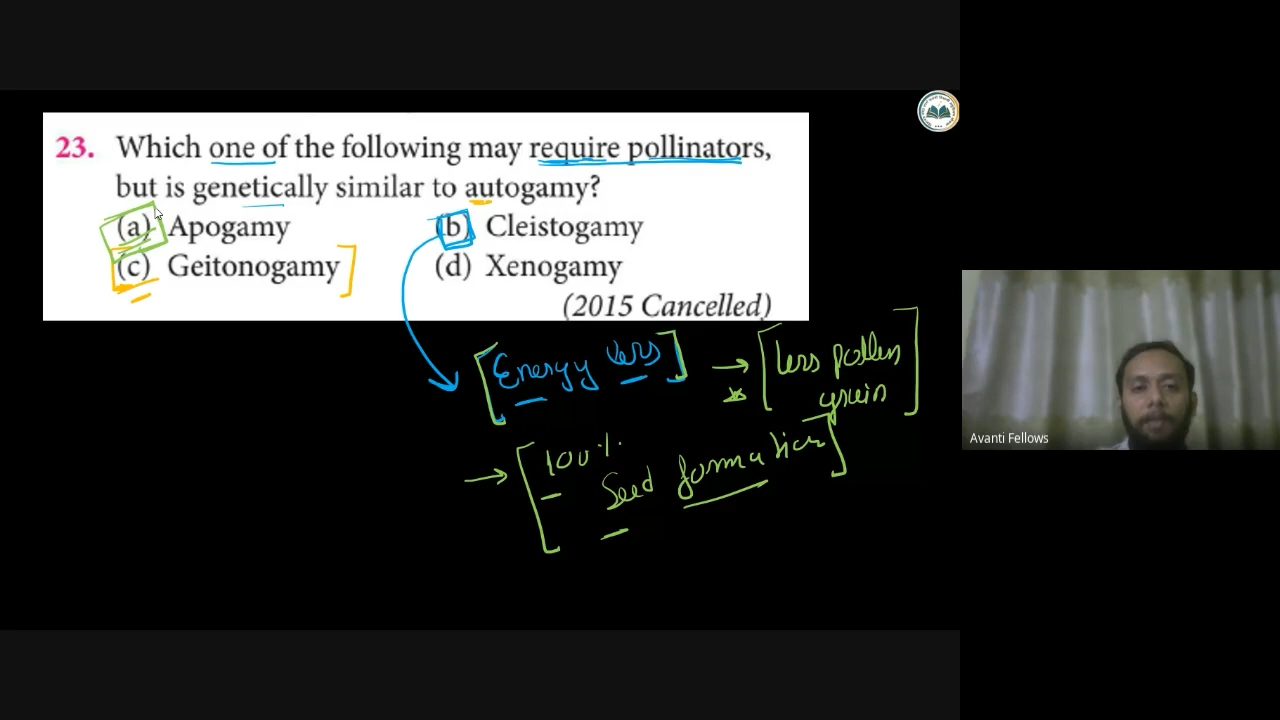 23. Which one of the following may require pollinators,
but is genetically similar to autogamy?
(a) Apogamy (b) Cleistogamy
(c) Geitonogamy (d) Xenogamy
(2015 Cancelled)
Energy less → less pollen
grain
→ 100%
Seed formation
Avanti Fellows